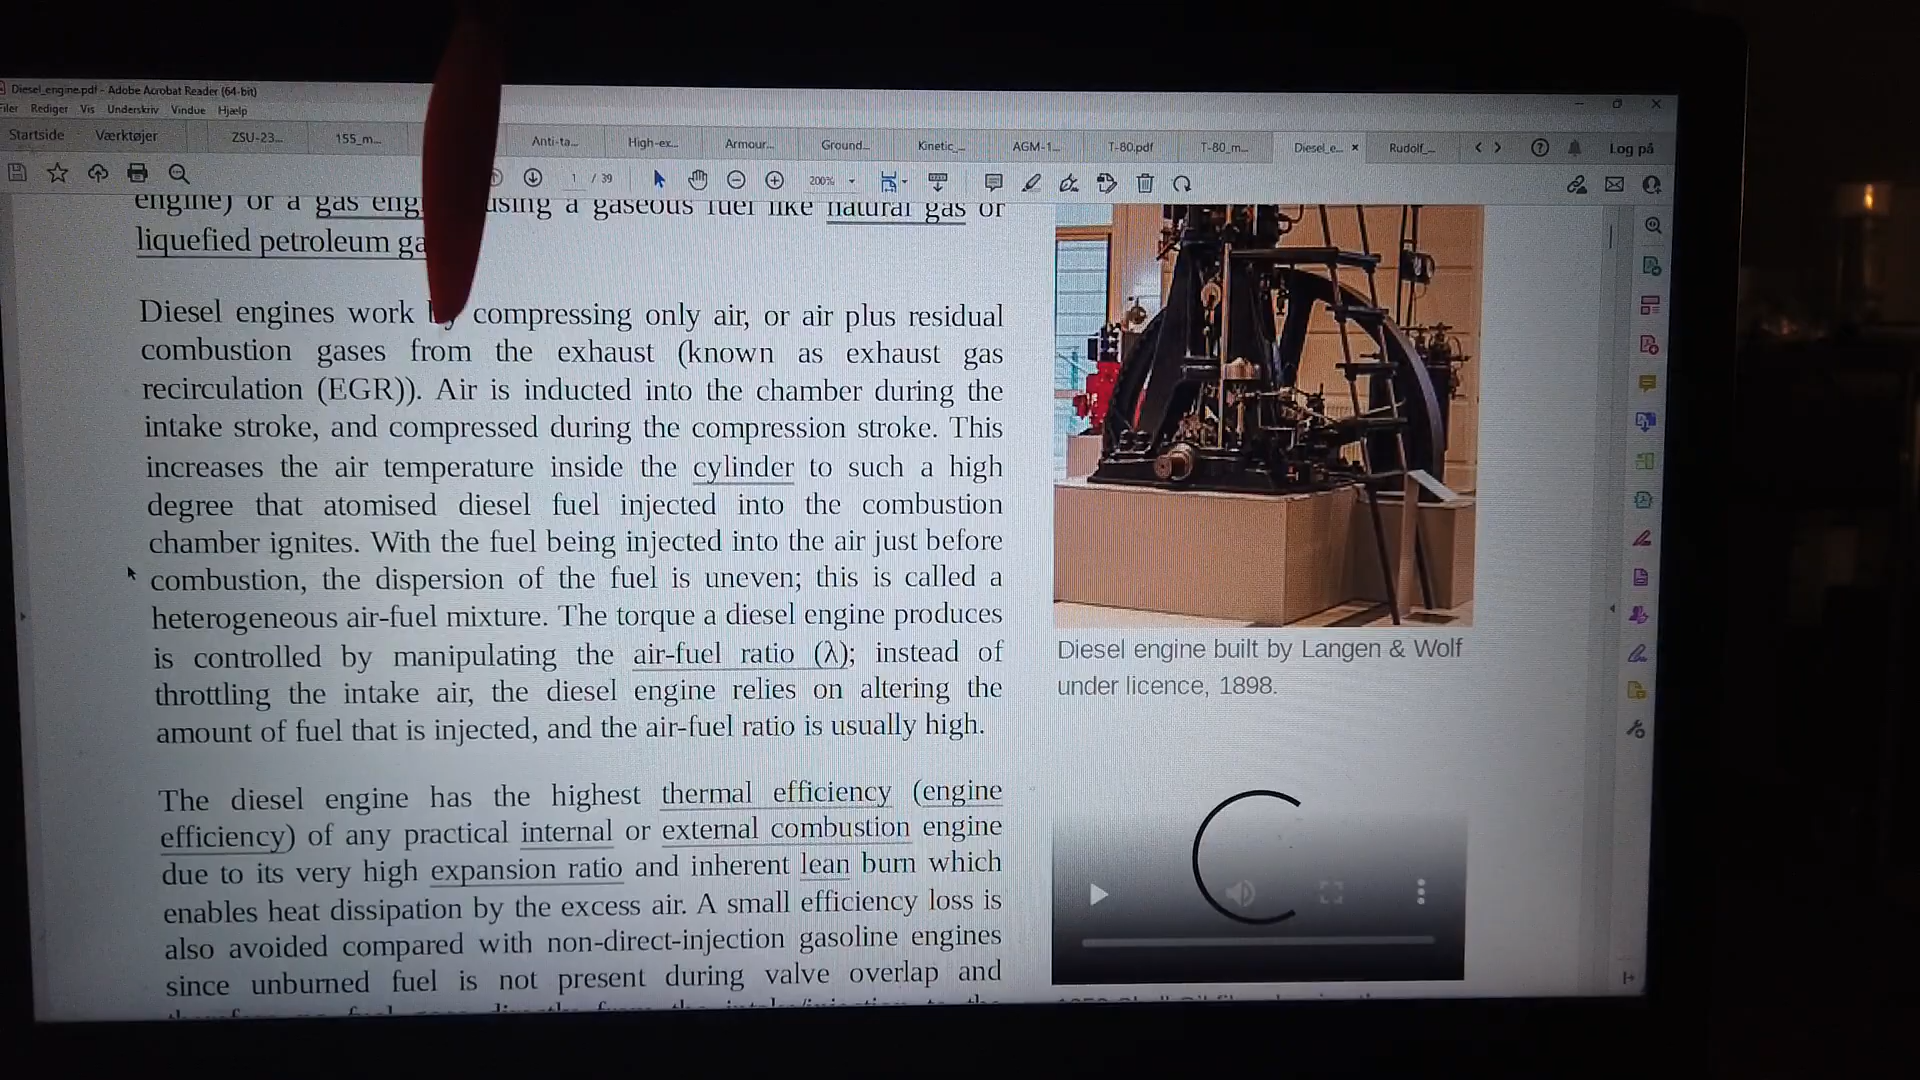 Diesel_engine.pdf - Adobe Acrobat Reader (64-bit)
Filer Rediger Vis Underskriv Vindue Hjælp
Startside Værktøjer ZSU-23... 155_m... Anti-ta... High-ex... Armour... Ground... Kinetic_... AGM-1... T-80.pdf T-80_m... Diesel_e... Rudolf_... Log på
1 / 39 200%
engine) or a gas using a gaseous fuel like natural gas or
liquefied petroleum
Diesel engines work compressing only air, or air plus residual
combustion gases from the exhaust (known as exhaust gas
recirculation (EGR)). Air is inducted into the chamber during the
intake stroke, and compressed during the compression stroke. This
increases the air temperature inside the cylinder to such a high
degree that atomised diesel fuel injected into the combustion
chamber ignites. With the fuel being injected into the air just before
combustion, the dispersion of the fuel is uneven; this is called a
heterogeneous air-fuel mixture. The torque a diesel engine produces
is controlled by manipulating the air-fuel ratio (λ); instead of
throttling the intake air, the diesel engine relies on altering the
amount of fuel that is injected, and the air-fuel ratio is usually high.
The diesel engine has the highest thermal efficiency (engine
efficiency) of any practical internal or external combustion engine
due to its very high expansion ratio and inherent lean burn which
enables heat dissipation by the excess air. A small efficiency loss is
also avoided compared with non-direct-injection gasoline engines
since unburned fuel is not present during valve overlap and
Diesel engine built by Langen & Wolf
under licence, 1898.